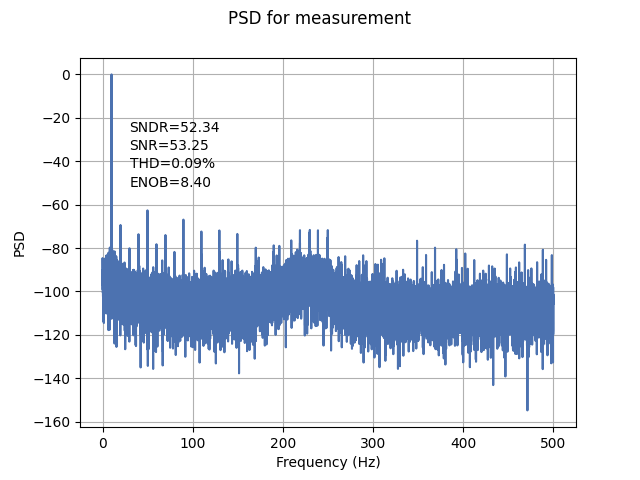 PSD for measurement
0
−20
−40
−60
−80
−100
−120
−140
−160
PSD
SNDR=52.34
SNR=53.25
THD=0.09%
ENOB=8.40
0 100 200 300 400 500
Frequency (Hz)